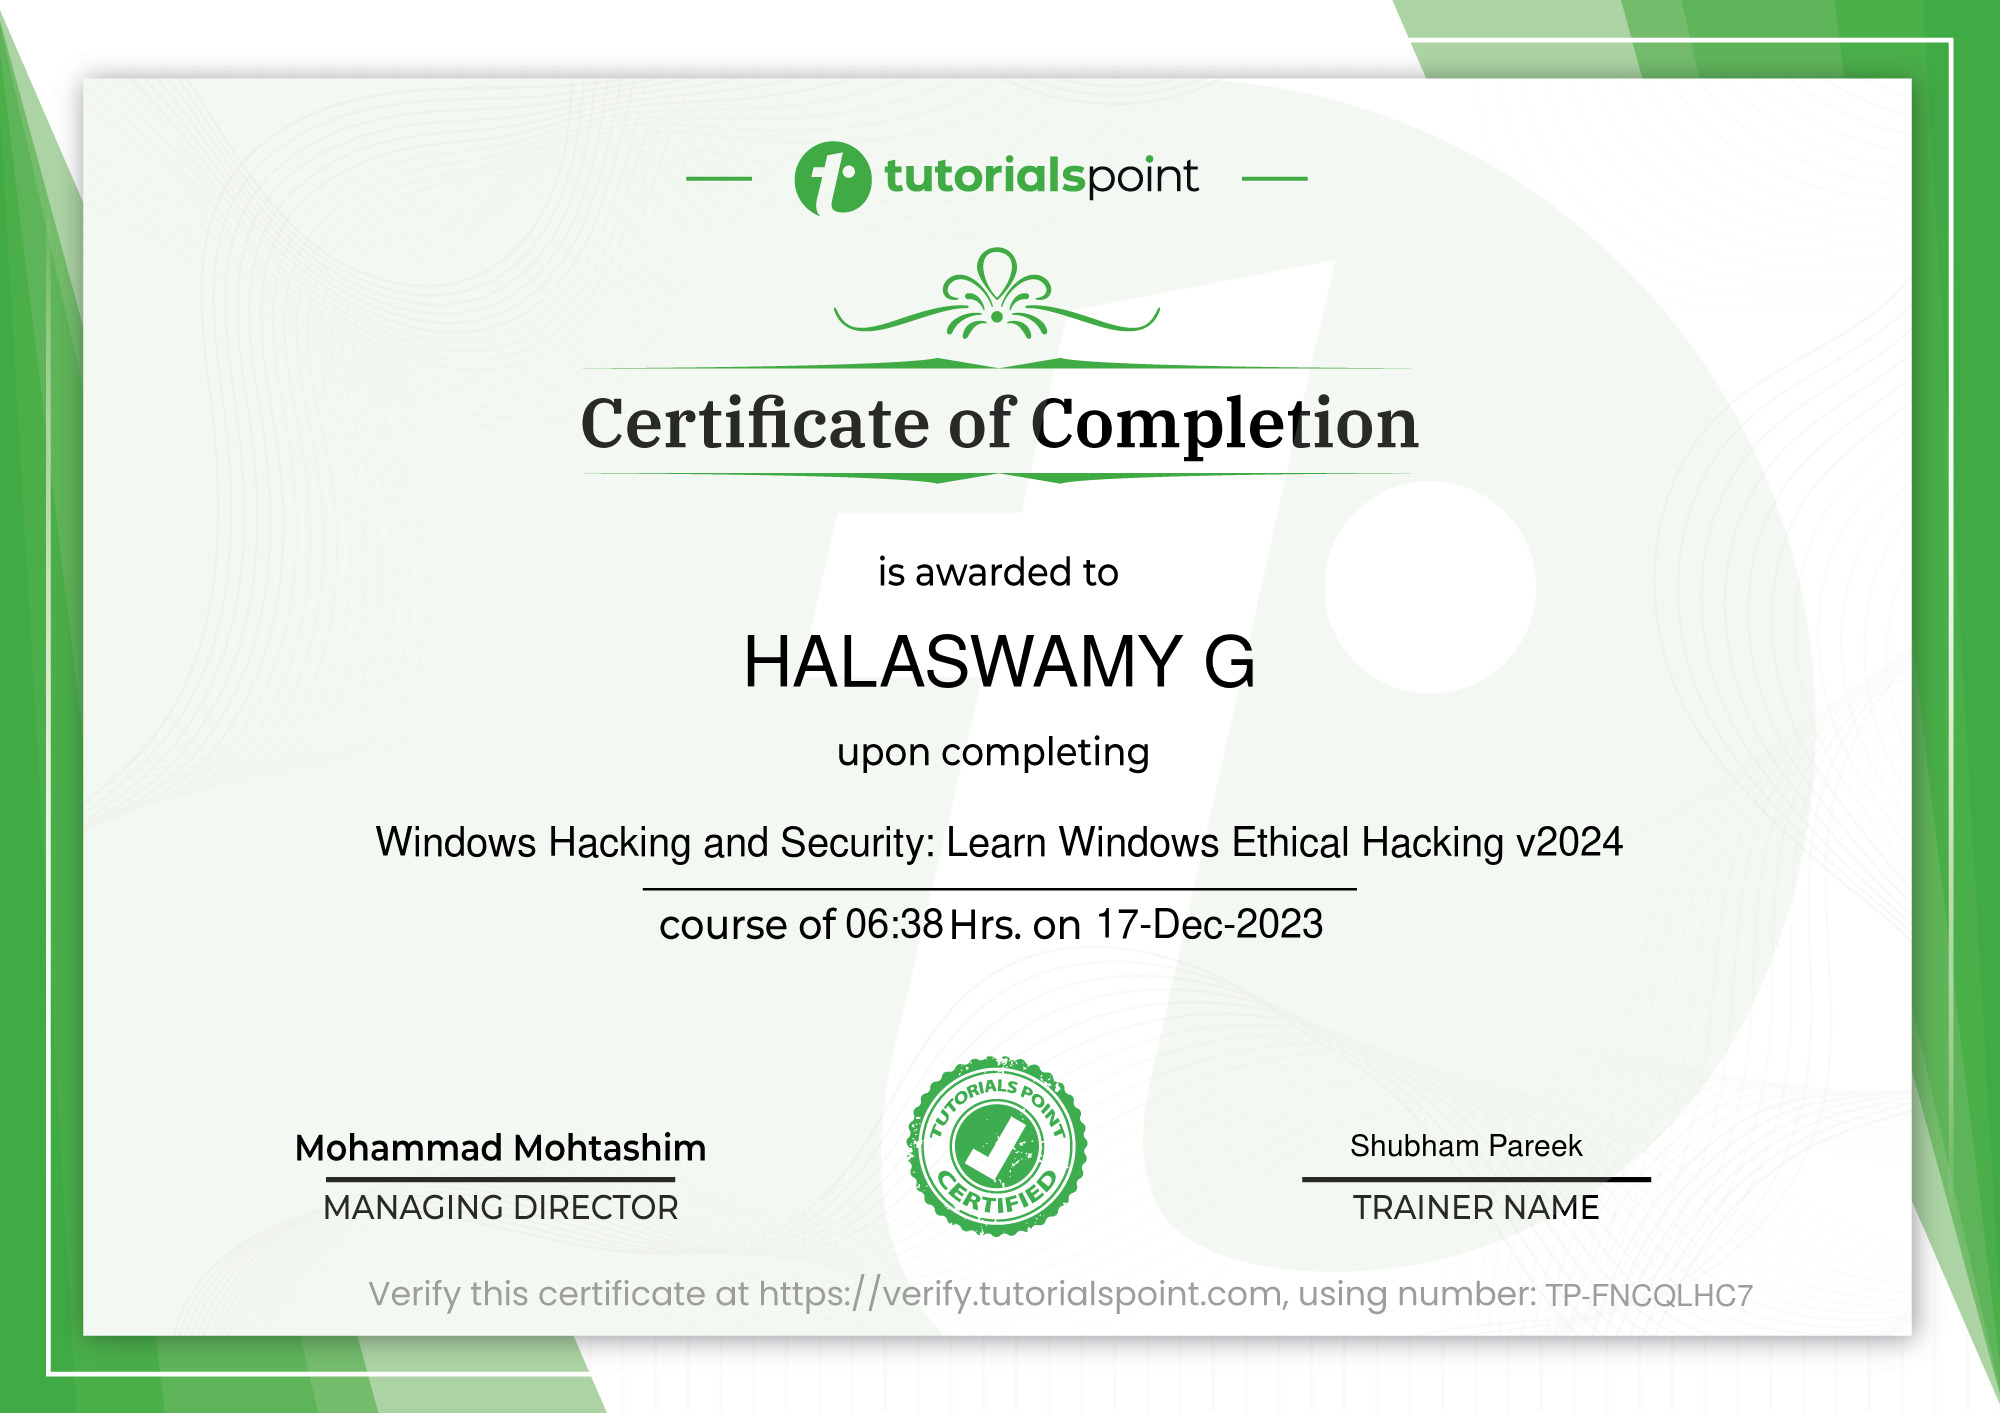 tutorialspoint
Certificate of Completion
is awarded to
HALASWAMY G
upon completing
Windows Hacking and Security: Learn Windows Ethical Hacking v2024
course of 06:38 Hrs. on 17-Dec-2023
TUTORIALS POINT
CERTIFIED
Mohammad Mohtashim
MANAGING DIRECTOR
Shubham Pareek
TRAINER NAME
Verify this certificate at https://verify.tutorialspoint.com, using number: TP-FNCQLHC7